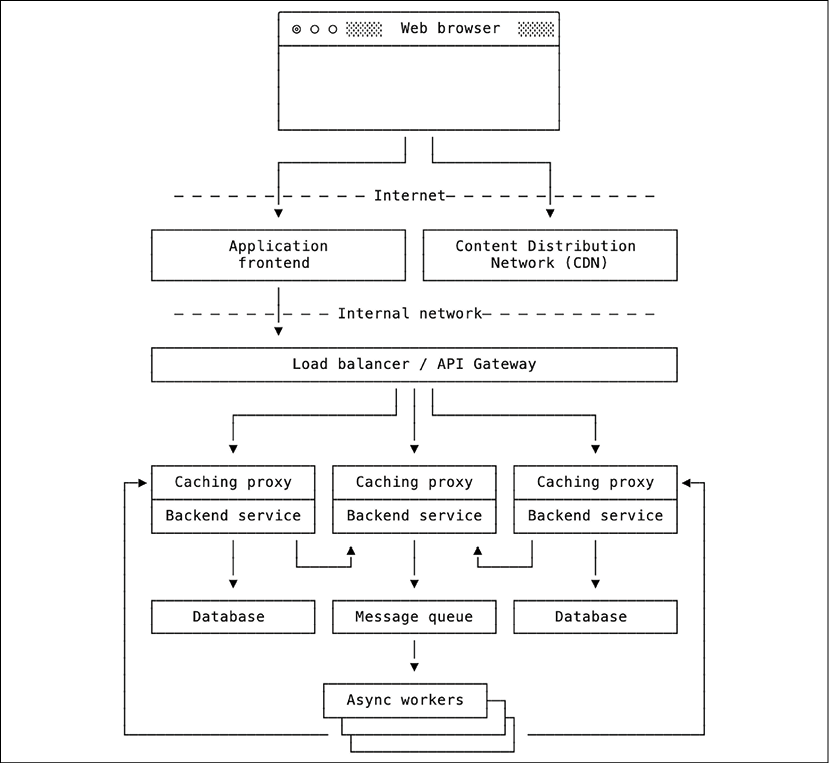 Web browser
Internet
Application
frontend
Content Distribution
Network (CDN)
Internal network
Load balancer / API Gateway
Caching proxy
Caching proxy
Caching proxy
Backend service
Backend service
Backend service
Database
Message queue
Database
Async workers